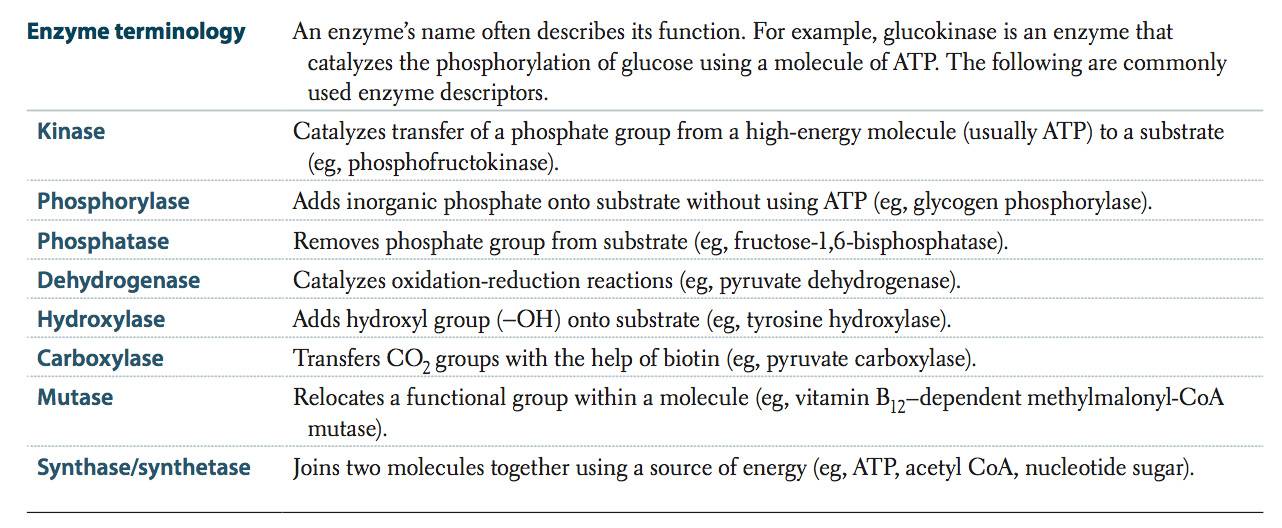 Enzyme terminology An enzyme’s name often describes its function. For example, glucokinase is an enzyme that
catalyzes the phosphorylation of glucose using a molecule of ATP. The following are commonly
used enzyme descriptors.
Kinase Catalyzes transfer of a phosphate group from a high-energy molecule (usually ATP) to a substrate
(eg, phosphofructokinase).
Phosphorylase Adds inorganic phosphate onto substrate without using ATP (eg, glycogen phosphorylase).
Phosphatase Removes phosphate group from substrate (eg, fructose-1,6-bisphosphatase).
Dehydrogenase Catalyzes oxidation-reduction reactions (eg, pyruvate dehydrogenase).
Hydroxylase Adds hydroxyl group (–OH) onto substrate (eg, tyrosine hydroxylase).
Carboxylase Transfers CO₂ groups with the help of biotin (eg, pyruvate carboxylase).
Mutase Relocates a functional group within a molecule (eg, vitamin B₁₂–dependent methylmalonyl-CoA
mutase).
Synthase/synthetase Joins two molecules together using a source of energy (eg, ATP, acetyl CoA, nucleotide sugar).